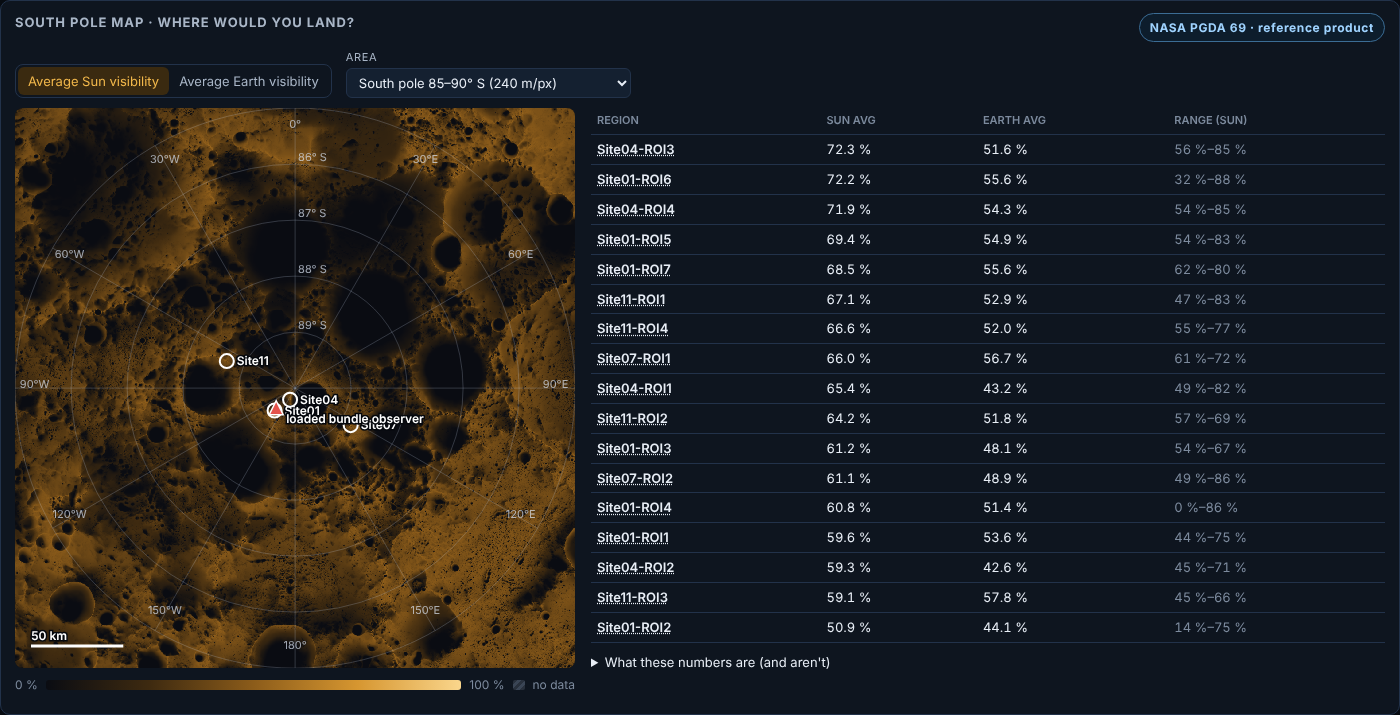 SOUTH POLE MAP · WHERE WOULD YOU LAND?
NASA PGDA 69 · reference product
Average Sun visibility
Average Earth visibility
AREA
South pole 85–90° S (240 m/px)
0°
30°W
86° S
30°E
87° S
60°W
60°E
88° S
89° S
Site11
90°W
90°E
Site04
Site01
loaded bundle observer
Site07
120°W
120°E
150°W
150°E
180°
50 km
0 %
100 %
no data
REGION SUN AVG EARTH AVG RANGE (SUN)
Site04-ROI3 72.3 % 51.6 % 56 %–85 %
Site01-ROI6 72.2 % 55.6 % 32 %–88 %
Site04-ROI4 71.9 % 54.3 % 54 %–85 %
Site01-ROI5 69.4 % 54.9 % 54 %–83 %
Site01-ROI7 68.5 % 55.6 % 62 %–80 %
Site11-ROI1 67.1 % 52.9 % 47 %–83 %
Site11-ROI4 66.6 % 52.0 % 55 %–77 %
Site07-ROI1 66.0 % 56.7 % 61 %–72 %
Site04-ROI1 65.4 % 43.2 % 49 %–82 %
Site11-ROI2 64.2 % 51.8 % 57 %–69 %
Site01-ROI3 61.2 % 48.1 % 54 %–67 %
Site07-ROI2 61.1 % 48.9 % 49 %–86 %
Site01-ROI4 60.8 % 51.4 % 0 %–86 %
Site01-ROI1 59.6 % 53.6 % 44 %–75 %
Site04-ROI2 59.3 % 42.6 % 45 %–71 %
Site11-ROI3 59.1 % 57.8 % 45 %–66 %
Site01-ROI2 50.9 % 44.1 % 14 %–75 %
What these numbers are (and aren't)